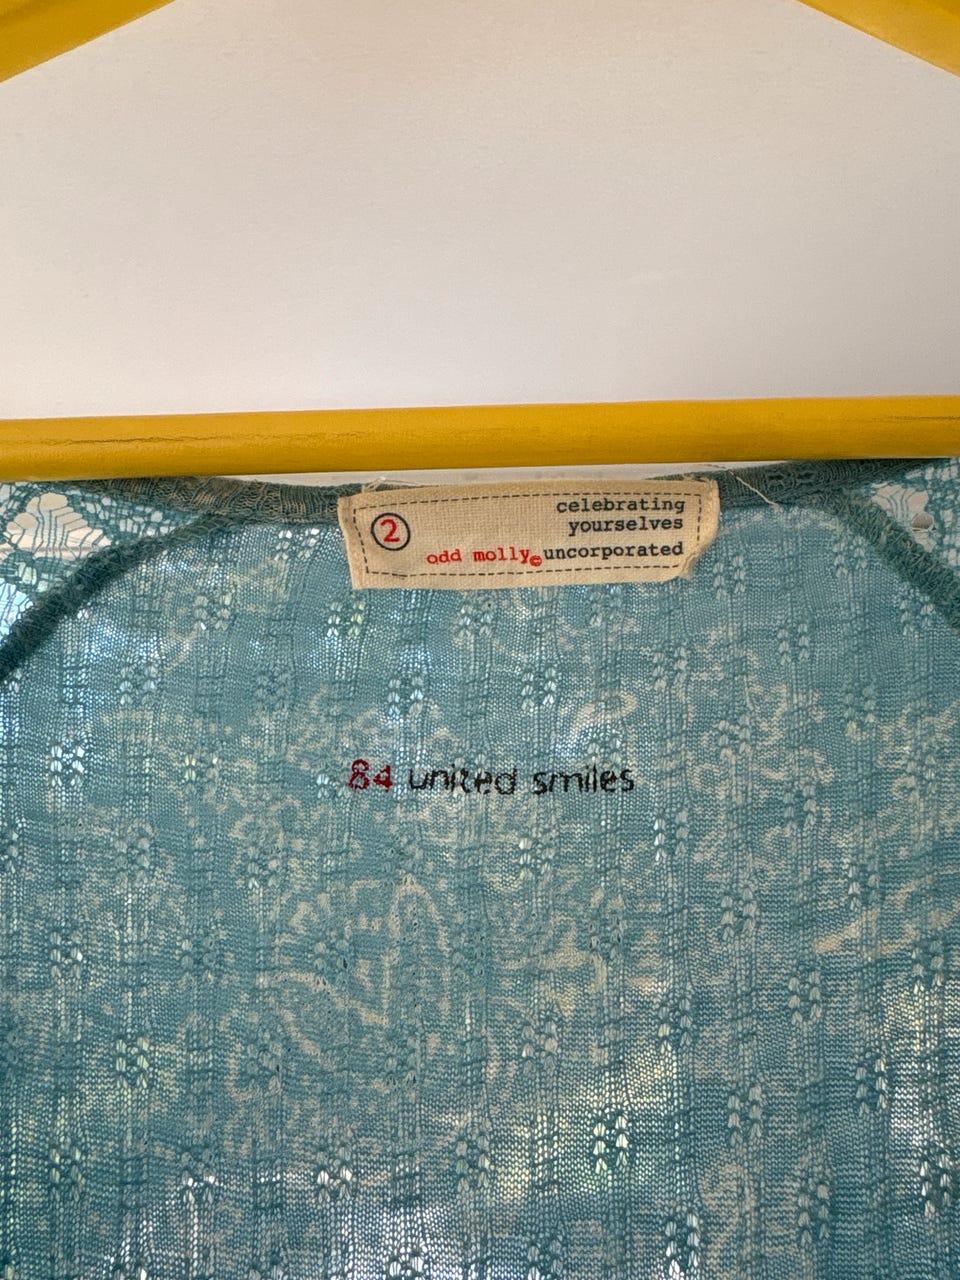 2
celebrating
yourselves
odd molly© uncorporated
84 united smiles